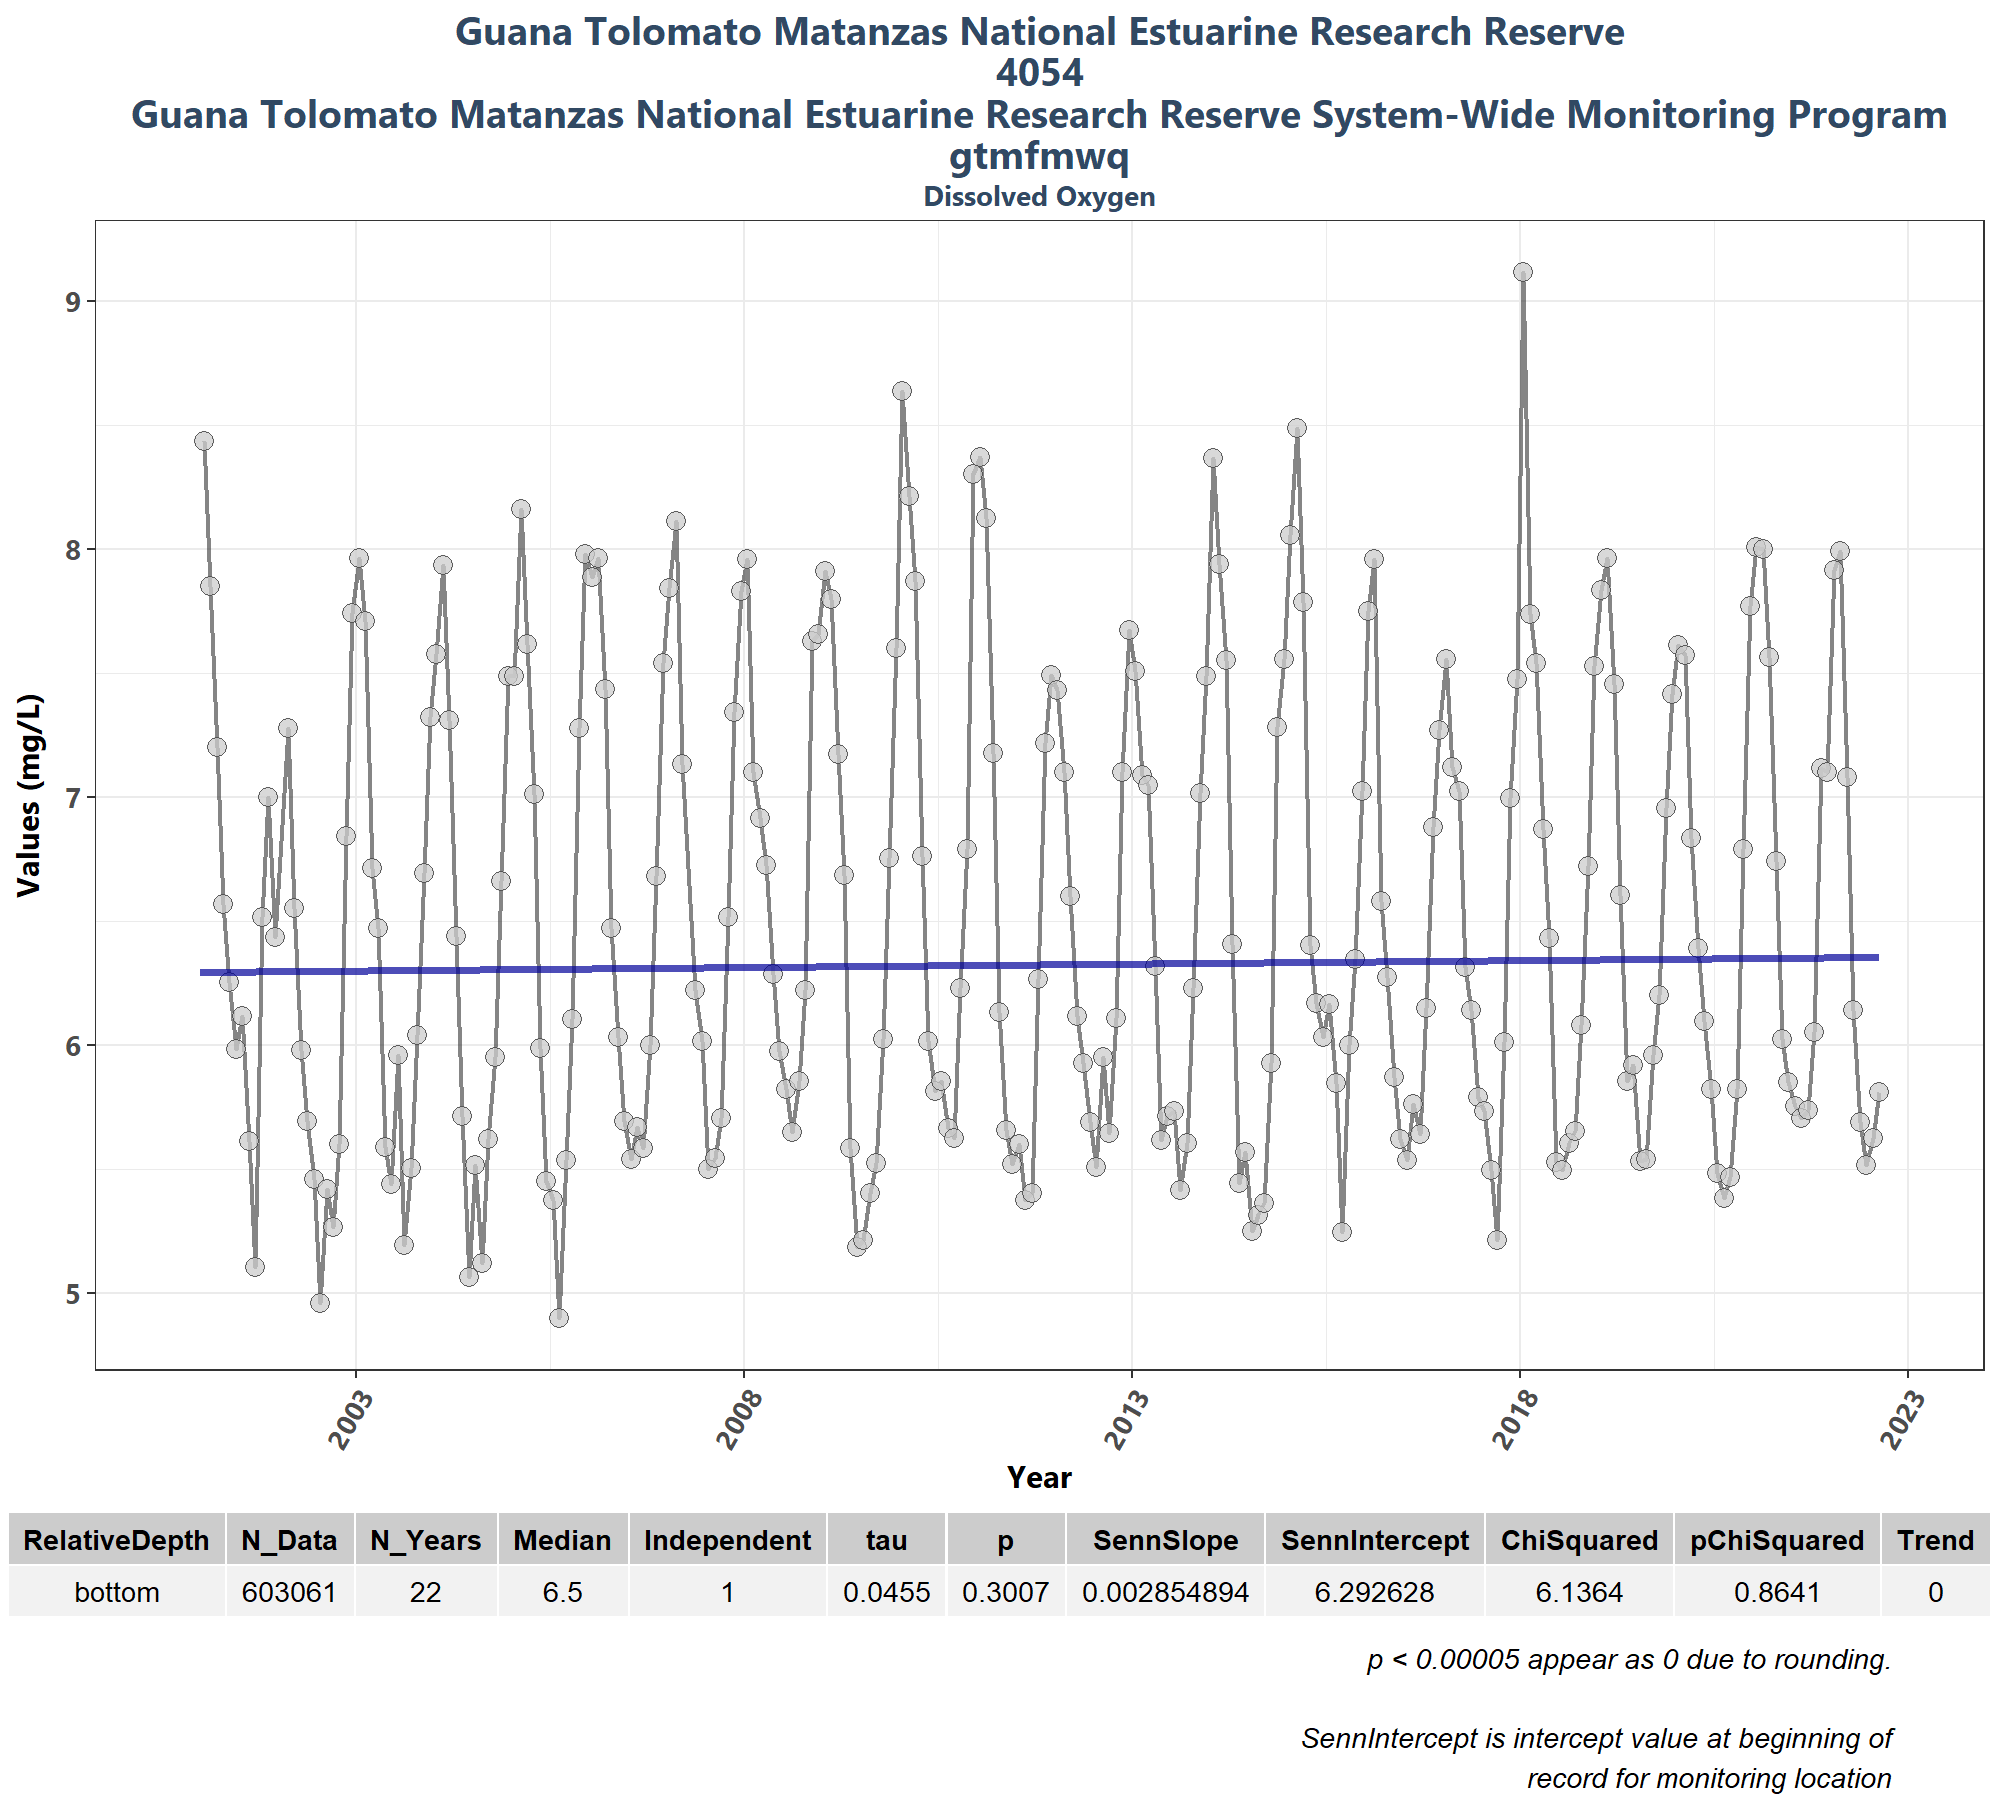 Guana Tolomato Matanzas National Estuarine Research Reserve
4054
Guana Tolomato Matanzas National Estuarine Research Reserve System-Wide Monitoring Program
gtmfmwq
Dissolved Oxygen
9
8
7
6
5
Values (mg/L)
2003 2008 2013 2018 2023
Year
RelativeDepth N_Data N_Years Median Independent tau p SennSlope SennIntercept ChiSquared pChiSquared Trend
bottom 603061 22 6.5 1 0.0455 0.3007 0.002854894 6.292628 6.1364 0.8641 0
p < 0.00005 appear as 0 due to rounding.
SennIntercept is intercept value at beginning of
record for monitoring location